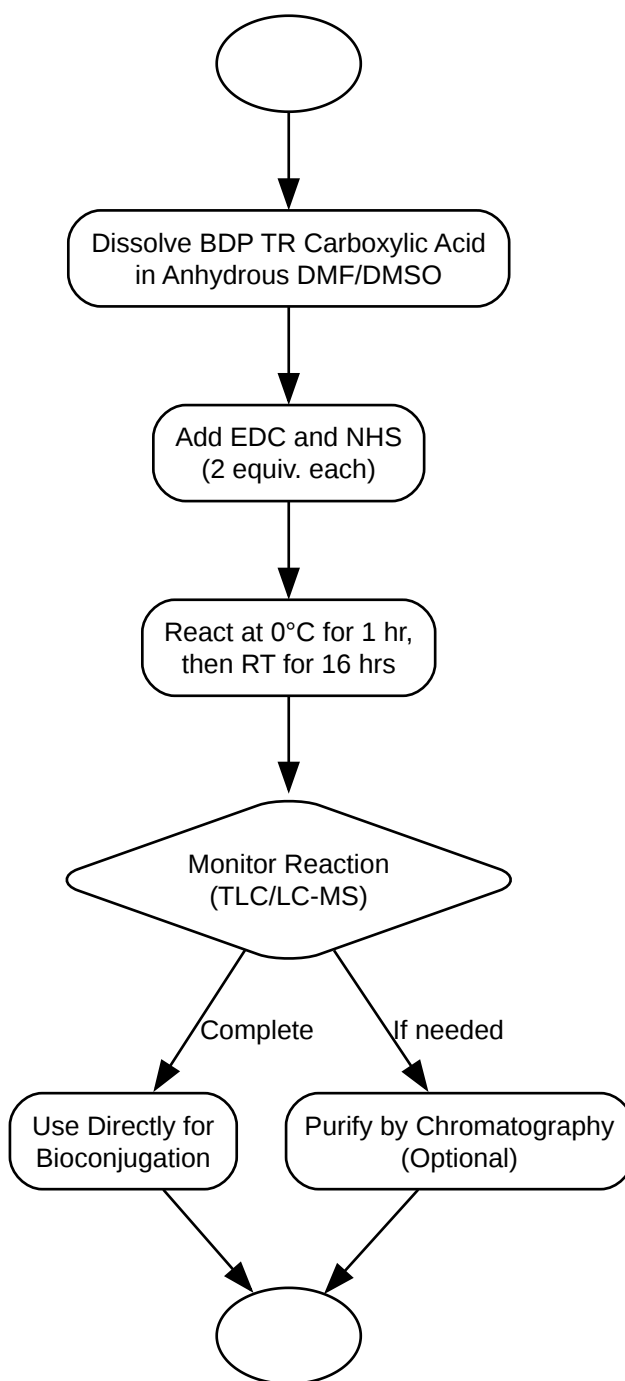 Dissolve BDP TR Carboxylic Acid
in Anhydrous DMF/DMSO
Add EDC and NHS
(2 equiv. each)
React at 0°C for 1 hr,
then RT for 16 hrs
Monitor Reaction
(TLC/LC-MS)
Complete
If needed
Use Directly for
Bioconjugation
Purify by Chromatography
(Optional)